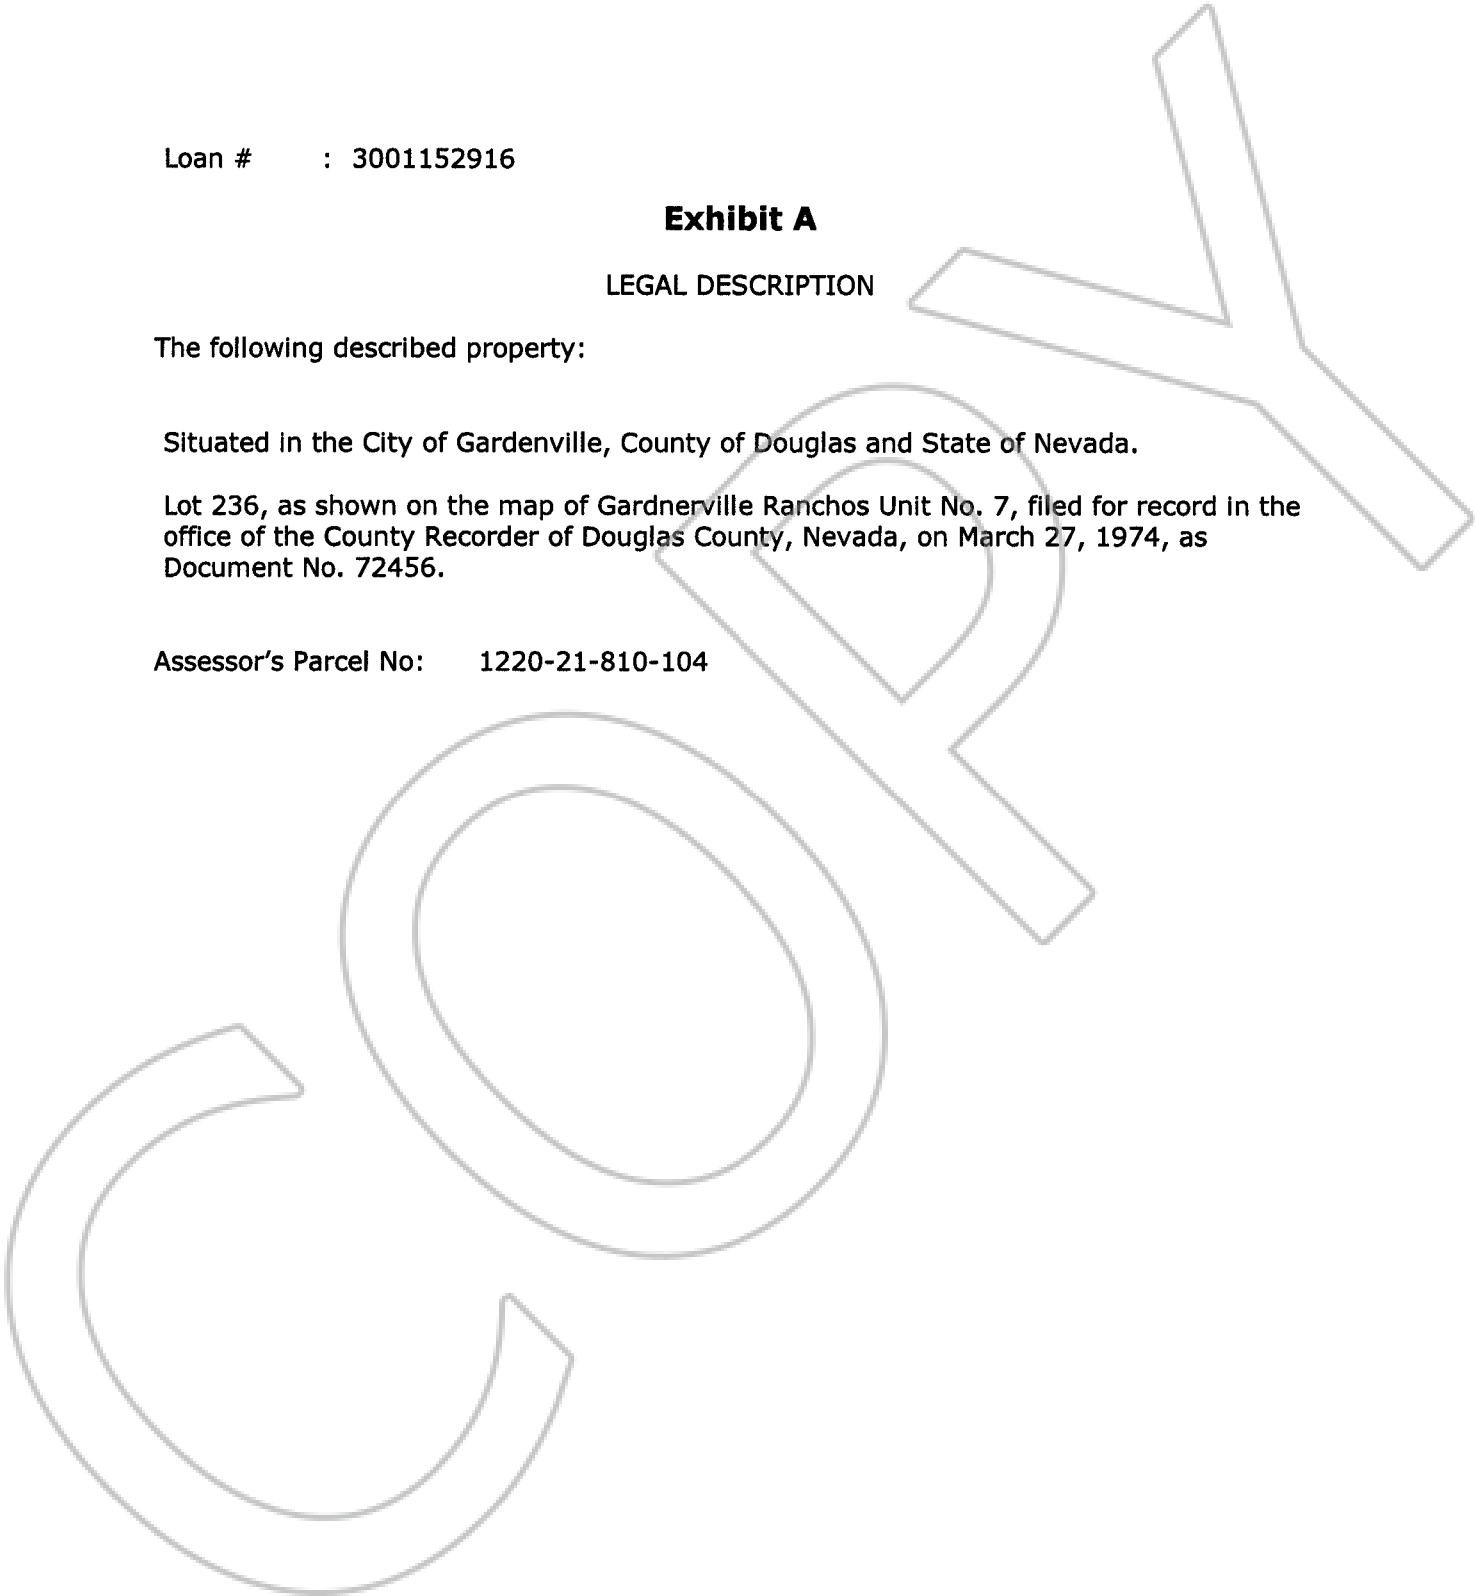 Loan # : 3001152916
Exhibit A
LEGAL DESCRIPTION
The following described property:
Situated in the City of Gardenville, County of Douglas and State of Nevada.
Lot 236, as shown on the map of Gardnerville Ranchos Unit No. 7, filed for record in the
office of the County Recorder of Douglas County, Nevada, on March 27, 1974, as
Document No. 72456.
Assessor's Parcel No: 1220-21-810-104
COPY